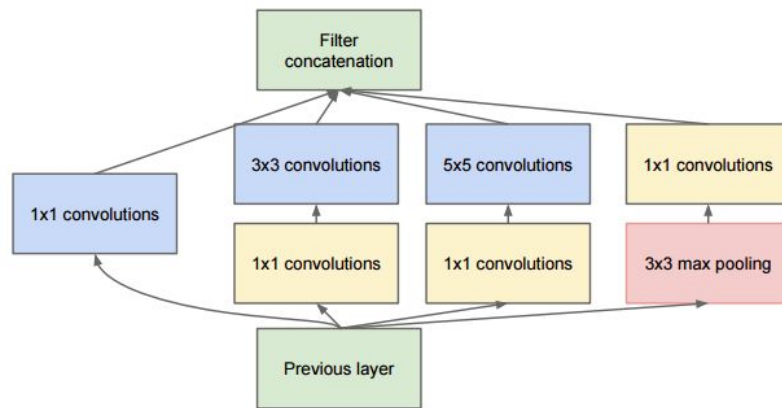 Filter
concatenation
3x3 convolutions
5x5 convolutions
1x1 convolutions
1x1 convolutions
1x1 convolutions
1x1 convolutions
3x3 max pooling
Previous layer